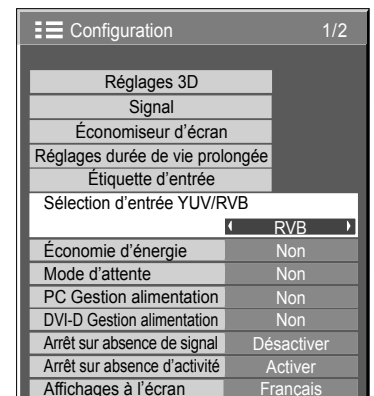 Configuration 1/2
Réglages 3D
Signal
Économiseur d'écran
Réglages durée de vie prolongée
Étiquette d'entrée
Sélection d'entrée YUV/RVB
RVB
Économie d'énergie Non
Mode d'attente Non
PC Gestion alimentation Non
DVI-D Gestion alimentation Non
Arrêt sur absence de signal Désactiver
Arrêt sur absence d'activité Activer
Affichages à l'écran Français